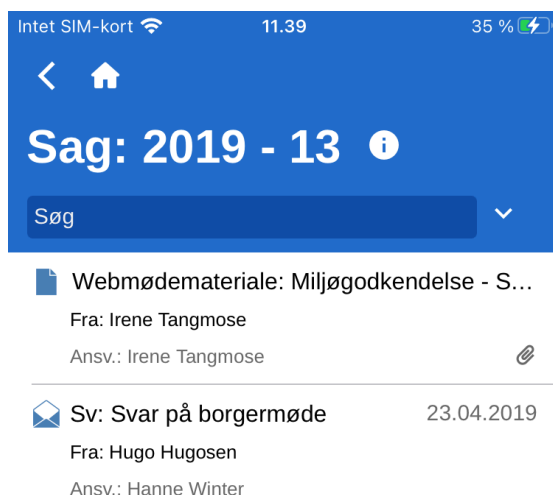 Intet SIM-kort 11.39 35 %
Sag: 2019 - 13
Søg
Webmødemateriale: Miljøgodkendelse - S...
Fra: Irene Tangmose
Ansv.: Irene Tangmose
Sv: Svar på borgermøde 23.04.2019
Fra: Hugo Hugosen
Ansv.: Hanne Winter